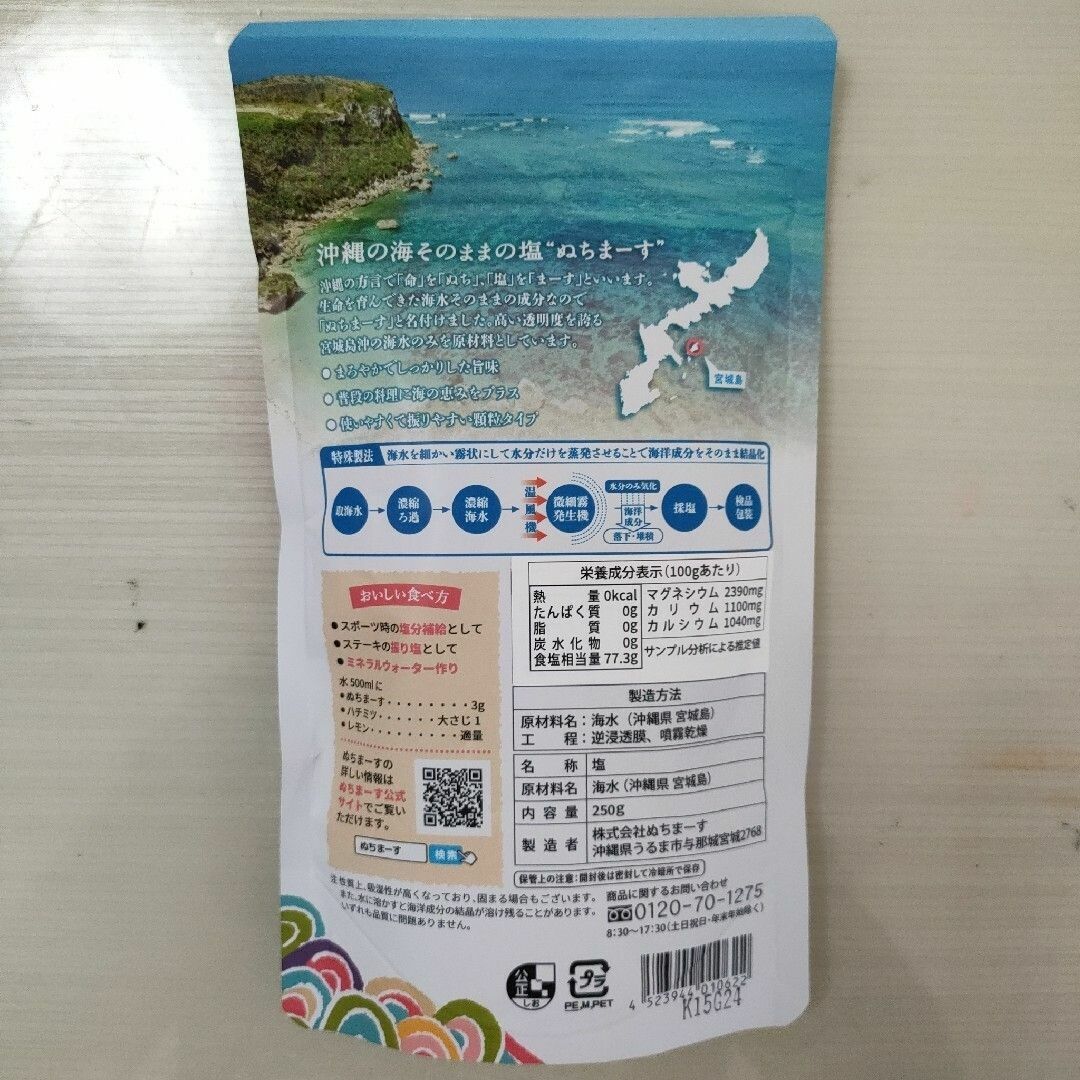 沖縄の海そのままの塩“ぬちまーす”
沖縄の方言で「命」を「ぬち」、「塩」を「まーす」といいます。
生命を育んできた海水そのままの成分なので
「ぬちまーす」と名付けました。高い透明度を誇る
宮城島沖の海水のみを原材料としています。
●まろやかでしっかりした旨味
●普段の料理に海の恵みをプラス
●使いやすくて振りやすい顆粒タイプ
宮城島
特殊製法 海水を細かい霧状にして水分だけを蒸発させることで海洋成分をそのまま結晶化
取海水
濃縮
ろ過
濃縮
海水
温
風
機
微細霧
発生機
水分のみ気化
海洋
成分
落下・堆積
採塩
検品
包装
おいしい食べ方
●スポーツ時の塩分補給として
●ステーキの振り塩として
●ミネラルウォーター作り
水500mlに
●ぬちまーす・・・・・・・・3g
●ハチミツ・・・・・・大さじ1
●レモン・・・・・・・・・適量
ぬちまーすの
詳しい情報は
ぬちまーす公式
サイトでご覧い
ただけます。
ぬちまーす 検索
栄養成分表示(100gあたり)
熱量 0kcal
たんぱく質 0g
脂質 0g
炭水化物 0g
食塩相当量 77.3g
マグネシウム 2390mg
カリウム 1100mg
カルシウム 1040mg
サンプル分析による推定値
製造方法
原材料名:海水(沖縄県 宮城島)
工程:逆浸透膜、噴霧乾燥
名称 塩
原材料名 海水(沖縄県 宮城島)
内容量 250g
製造者 株式会社ぬちまーす
沖縄県うるま市与那城宮城2768
保管上の注意:開封後は密封して冷暗所で保存
注 性質上、吸湿性が高くなっており、固まる場合もございます。
また、水に溶かすと海洋成分の結晶が溶け残ることがあります。
いずれも品質に問題ありません。
商品に関するお問い合わせ
0120-70-1275
8:30〜17:30(土日祝日・年末年始除く)
公正
しお
プラ
PE,M,PET
4 523944 010622
K15G24